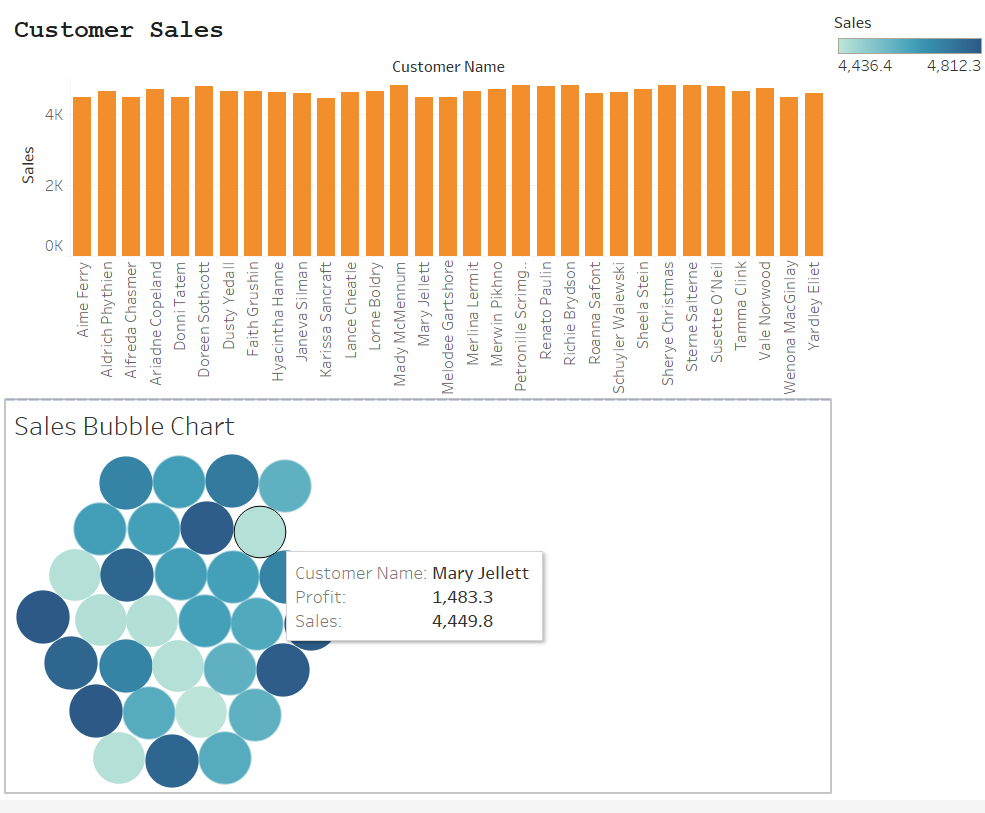 Customer Sales
Sales
4,436.4 4,812.3
Customer Name
Sales
4K
2K
0K
Aime Ferry
Aldrich Phythien
Alfreda Chasmer
Ariadne Copeland
Donni Tatem
Doreen Sothcott
Dusty Yedall
Faith Grushin
Hyacintha Hanne
Janeva Silman
Karissa Sancraft
Lance Cheatle
Lorne Boldry
Mady McMennum
Mary Jellett
Melodee Gartshore
Merlina Lermit
Merwin Pikhno
Petronille Scrimg..
Renato Paulin
Richie Brydson
Roanna Safont
Schuyler Walewski
Sheela Stein
Sherye Christmas
Sterne Salterne
Susette O'Neil
Tamma Clink
Vale Norwood
Wenona MacGinlay
Yardley Eliet
Sales Bubble Chart
Customer Name: Mary Jellett
Profit: 1,483.3
Sales: 4,449.8